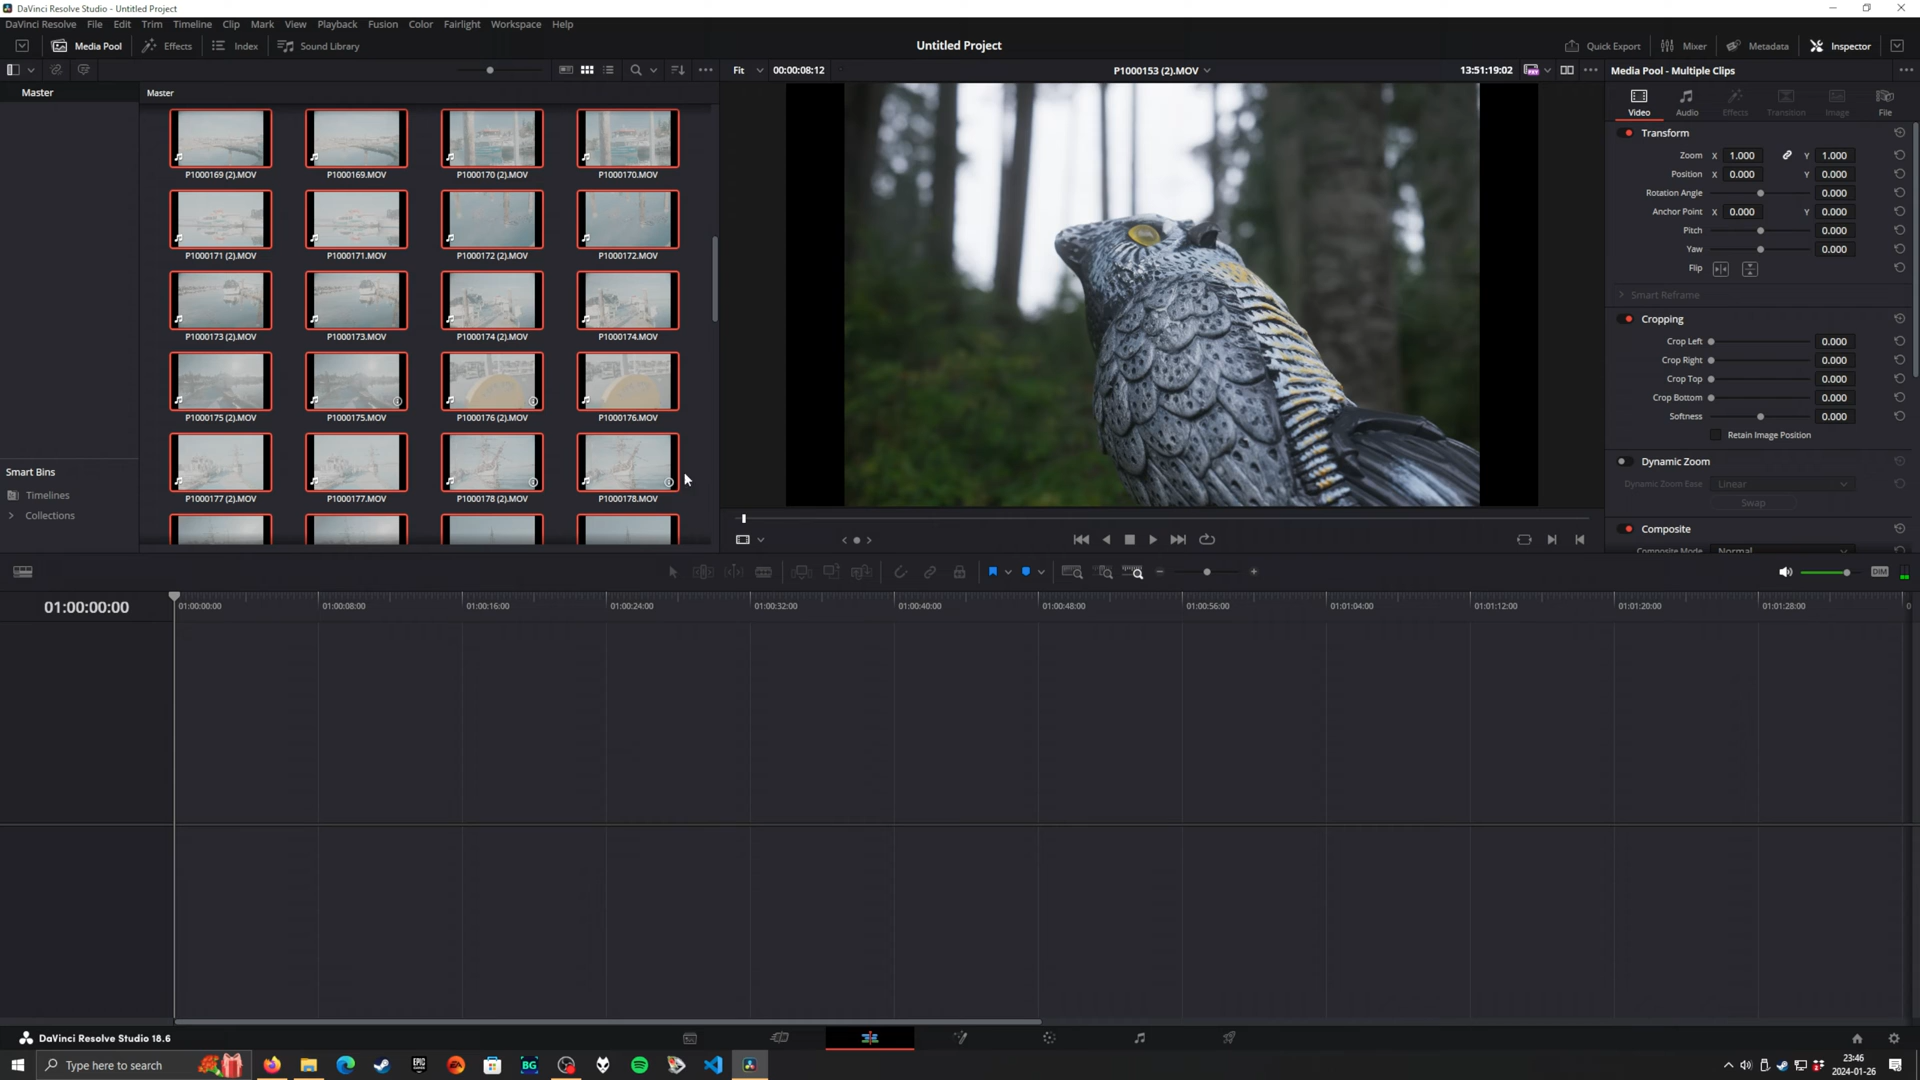 DaVinci Resolve Studio - Untitled Project
DaVinci Resolve File Edit Trim Timeline Clip Mark View Playback Fusion Color Fairlight Workspace Help
Media Pool Effects Index Sound Library Untitled Project Quick Export Mixer Metadata Inspector
Fit 00:00:08:12 P1000153 (2).MOV 13:51:19:02 Media Pool - Multiple Clips
Master Master
Video Audio Effects Transition Image File
Transform
Zoom X 1.000 Y 1.000
Position X 0.000 Y 0.000
Rotation Angle 0.000
Anchor Point X 0.000 Y 0.000
Pitch 0.000
Yaw 0.000
Flip
Smart Reframe
Cropping
Crop Left 0.000
Crop Right 0.000
Crop Top 0.000
Crop Bottom 0.000
Softness 0.000
Retain Image Position
Dynamic Zoom
Dynamic Zoom Ease Linear
Swap
Composite
Composite Mode Normal
P1000169 (2).MOV P1000169.MOV P1000170 (2).MOV P1000170.MOV
P1000171 (2).MOV P1000171.MOV P1000172 (2).MOV P1000172.MOV
P1000173 (2).MOV P1000173.MOV P1000174 (2).MOV P1000174.MOV
P1000175 (2).MOV P1000175.MOV P1000176 (2).MOV P1000176.MOV
P1000177 (2).MOV P1000177.MOV P1000178 (2).MOV P1000178.MOV
Smart Bins
Timelines
Collections
DIM
01:00:00:00 01:00:00:00 01:00:08:00 01:00:16:00 01:00:24:00 01:00:32:00 01:00:40:00 01:00:48:00 01:00:56:00 01:01:04:00 01:01:12:00 01:01:20:00 01:01:28:00 0
DaVinci Resolve Studio 18.6
Type here to search
EPIC
GAMES
EA
BG
23:46
2024-01-26